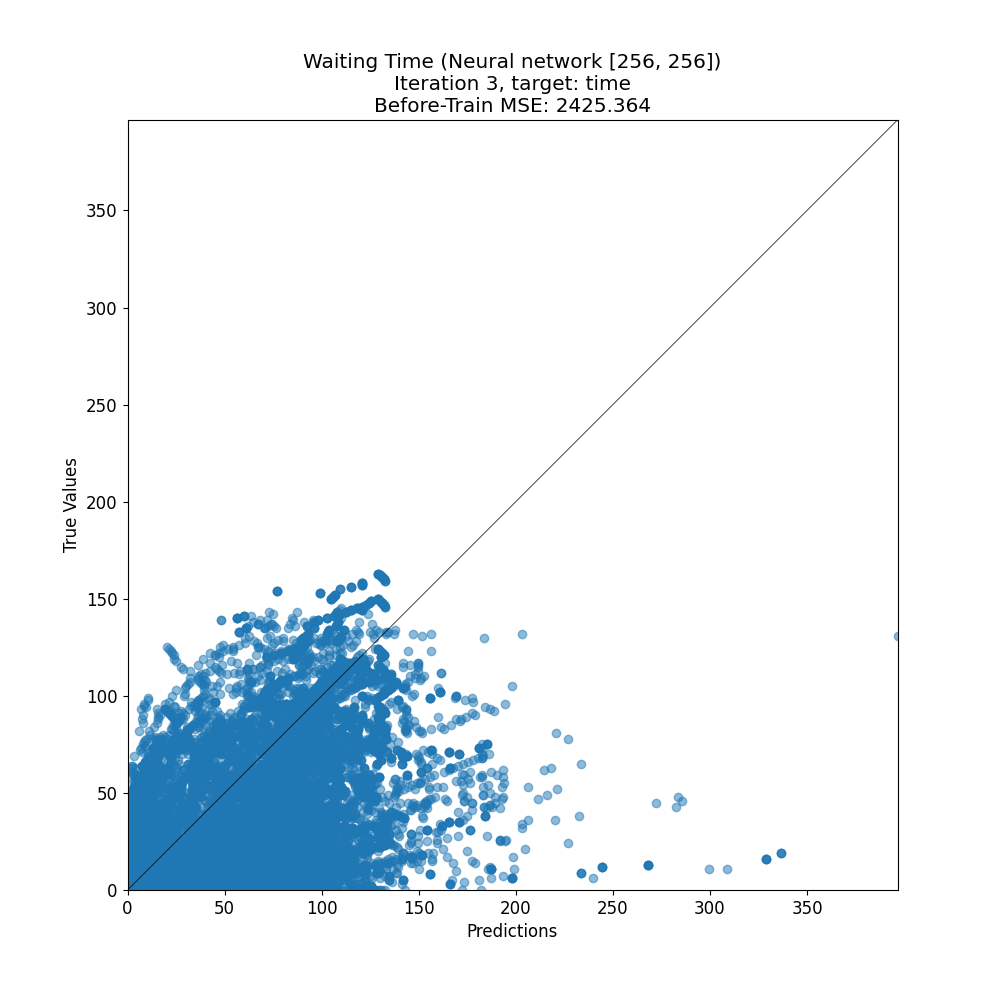 Waiting Time (Neural network [256, 256])
Iteration 3, target: time
Before-Train MSE: 2425.364
350
300
250
200
150
100
50
0
True Values
0 50 100 150 200 250 300 350
Predictions